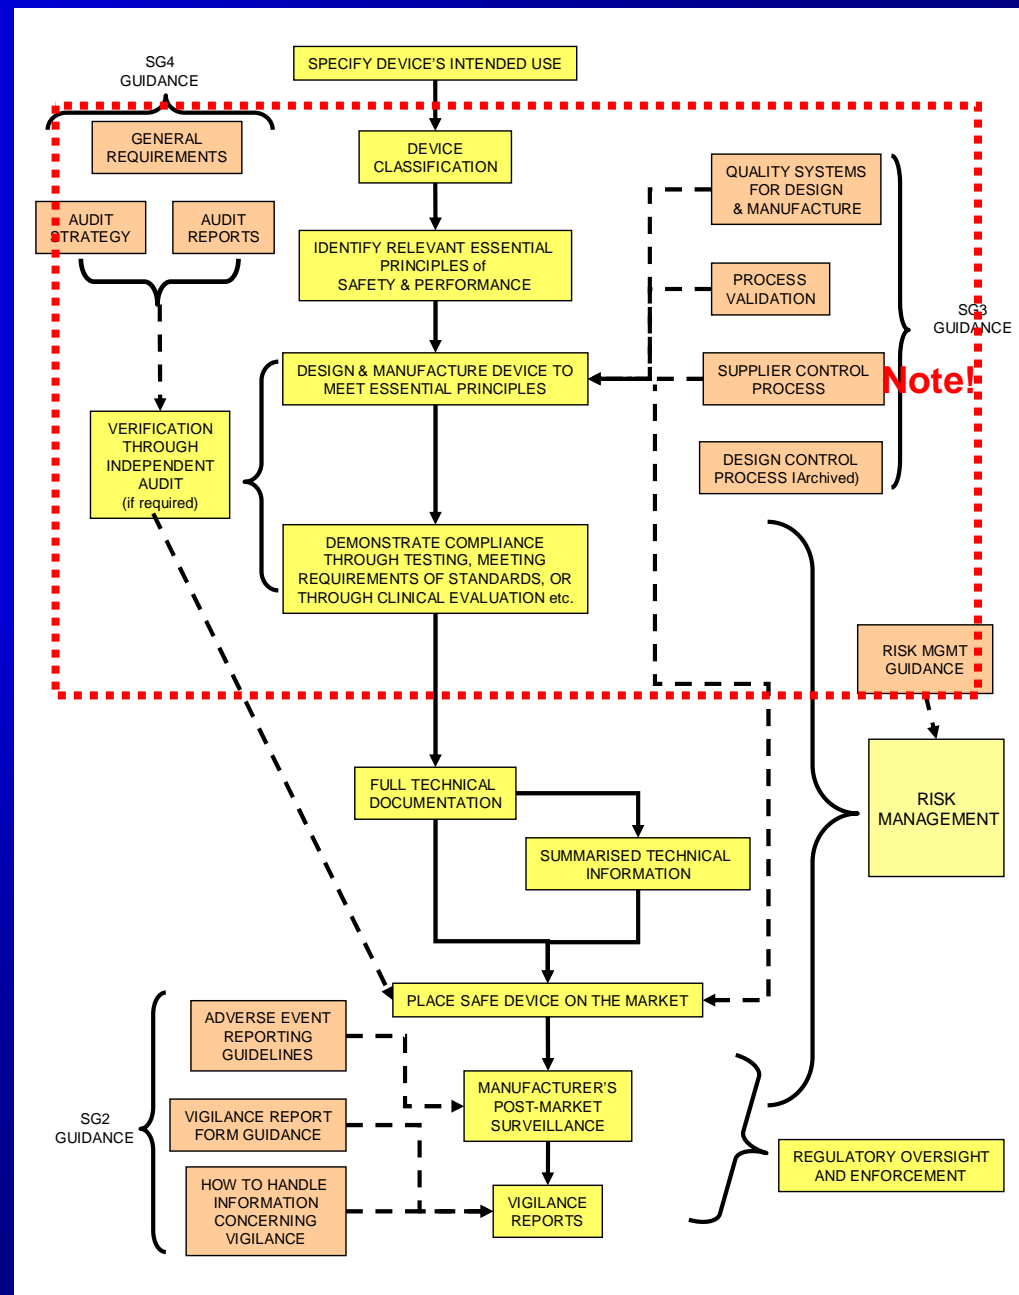 SG4
GUIDANCE
SPECIFY DEVICE'S INTENDED USE
GENERAL
REQUIREMENTS
DEVICE
CLASSIFICATION
QUALITY SYSTEMS
FOR DESIGN
& MANUFACTURE
AUDIT
STRATEGY
AUDIT
REPORTS
IDENTIFY RELEVANT ESSENTIAL
PRINCIPLES of
SAFETY & PERFORMANCE
PROCESS
VALIDATION
SG3
GUIDANCE
DESIGN & MANUFACTURE DEVICE TO
MEET ESSENTIAL PRINCIPLES
SUPPLIER CONTROL
PROCESS
Note!
VERIFICATION
THROUGH
INDEPENDENT
AUDIT
(if required)
DESIGN CONTROL
PROCESS IArchived)
DEMONSTRATE COMPLIANCE
THROUGH TESTING, MEETING
REQUIREMENTS OF STANDARDS, OR
THROUGH CLINICAL EVALUATION etc.
RISK MGMT
GUIDANCE
FULL TECHNICAL
DOCUMENTATION
RISK
MANAGEMENT
SUMMARISED TECHNICAL
INFORMATION
PLACE SAFE DEVICE ON THE MARKET
ADVERSE EVENT
REPORTING
GUIDELINES
MANUFACTURER'S
POST-MARKET
SURVEILLANCE
SG2
GUIDANCE
VIGILANCE REPORT
FORM GUIDANCE
REGULATORY OVERSIGHT
AND ENFORCEMENT
HOW TO HANDLE
INFORMATION
CONCERNING
VIGILANCE
VIGILANCE
REPORTS